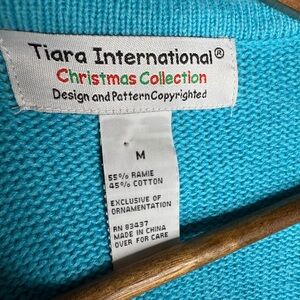 Tiara International®
Christmas Collection
Design and Pattern Copyrighted
M
55% RAMIE
45% COTTON
EXCLUSIVE OF
ORNAMENTATION
RN 83437
MADE IN CHINA
OVER FOR CARE